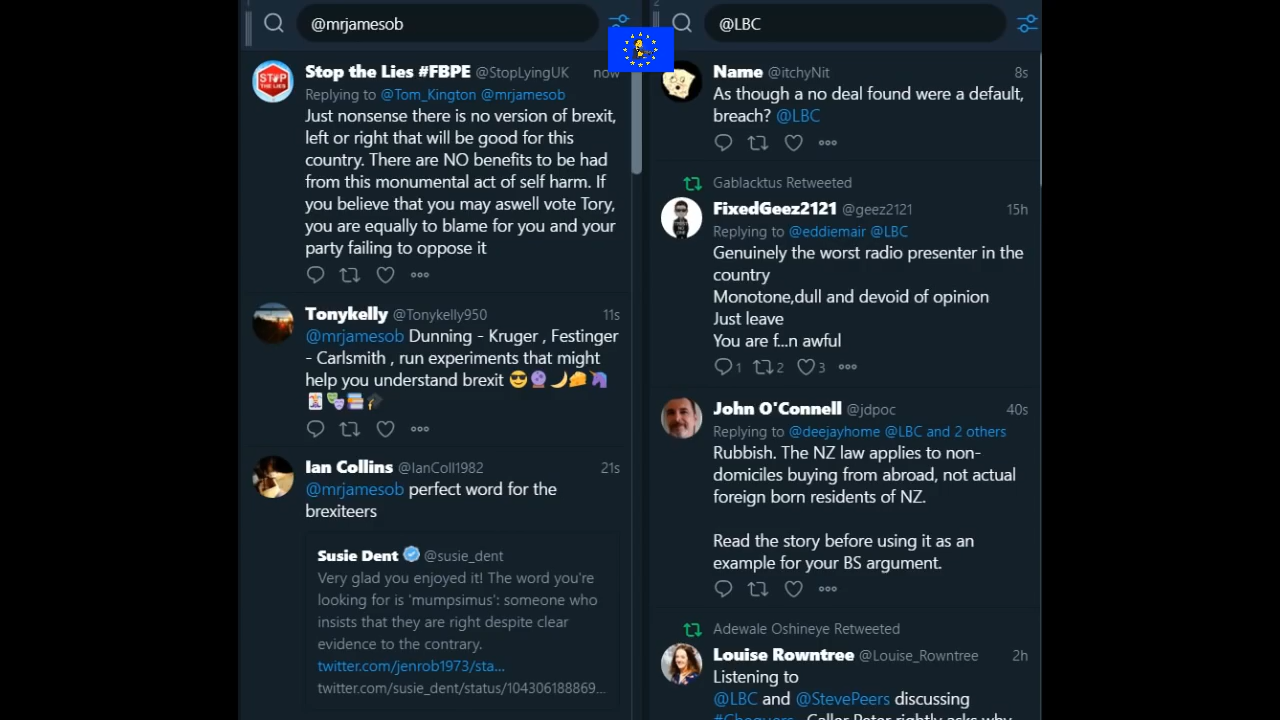 @mrjamesob
Stop the Lies #FBPE @StopLyingUK now
Replying to @Tom_Kington @mrjamesob
Just nonsense there is no version of brexit,
left or right that will be good for this
country. There are NO benefits to be had
from this monumental act of self harm. If
you believe that you may aswell vote Tory,
you are equally to blame for you and your
party failing to oppose it
Tonykelly @Tonykelly950 11s
@mrjamesob Dunning - Kruger , Festinger
- Carlsmith , run experiments that might
help you understand brexit 😎🔮🌙🧀🦄
🃏🎭📚🎓
Ian Collins @IanColl1982 21s
@mrjamesob perfect word for the
brexiteers
Susie Dent @susie_dent
Very glad you enjoyed it! The word you're
looking for is 'mumpsimus': someone who
insists that they are right despite clear
evidence to the contrary.
twitter.com/jenrob1973/sta...
twitter.com/susie_dent/status/104306188869...
2
@LBC
Name @itchyNit 8s
As though a no deal found were a default,
breach? @LBC
Gablacktus Retweeted
FixedGeez2121 @geez2121 15h
Replying to @eddiemair @LBC
Genuinely the worst radio presenter in the
country
Monotone,dull and devoid of opinion
Just leave
You are f...n awful
1 2 3
John O'Connell @jdpoc 40s
Replying to @deejayhome @LBC and 2 others
Rubbish. The NZ law applies to non-
domiciles buying from abroad, not actual
foreign born residents of NZ.
Read the story before using it as an
example for your BS argument.
Adewale Oshineye Retweeted
Louise Rowntree @Louise_Rowntree 2h
Listening to
@LBC and @StevePeers discussing
#Chequers. Caller Peter rightly asks why